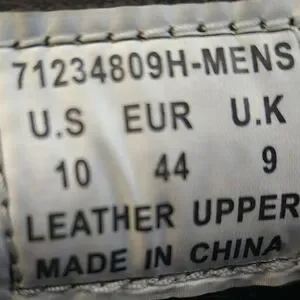 71234809H-MENS
U.S EUR U.K
10 44 9
LEATHER UPPER
MADE IN CHINA